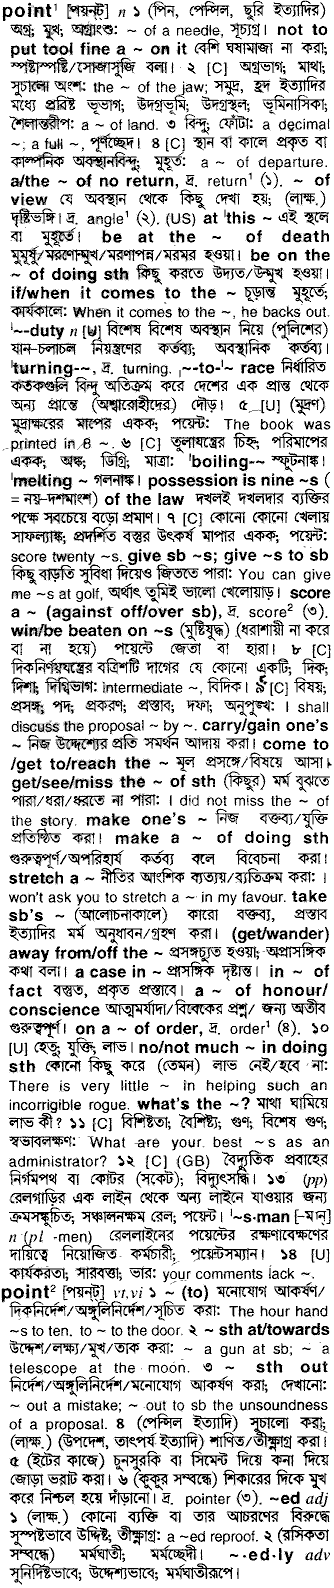 point¹ [পয়নট্] n ১ (পিন, পেন্সিল, ছুরি ইত্যাদির)
অগ্র; মুখ; অগ্রাংশু: ~ of a needle, সূচ্যগ্র। not to
put tool fine a ~ on it বেশি ঘষামাজা না করা;
স্পষ্টাস্পষ্টি/সোজাসুজি বলা। ২ [C] অগ্রভাগ; মাথা;
সূচালো অংশ: the ~ of the jaw; সমুদ্র, হ্রদ ইত্যাদির
মধ্যে প্রবিষ্ট ভূভাগ; উদগ্রভূমি; উদগ্রস্থল; ভূমিনাসিকা;
শৈলান্তরীপ: a ~ of land. ৩ বিন্দু; ফোঁটা: a decimal
~; a full ~, পূর্ণচ্ছেদ। ৪ [C] স্থান বা কালে প্রকৃত বা
কাল্পনিক অবস্থানবিন্দু; মুহূর্ত: a ~ of departure.
a/the ~ of no return, দ্র. return¹ (১). ~ of
view যে অবস্থান থেকে কিছু দেখা হয়; (লাক্ষ.)
দৃষ্টিভঙ্গি। দ্র. angle¹ (২). (US) at this ~ এই স্থলে
বা মুহূর্তে। be at the ~ of death
মুমূর্ষু/মরণোন্মুখ/মরণাপন্ন/মরমর হওয়া। be on the
~ of doing sth কিছু করতে উদ্যত/উন্মুখ হওয়া।
if/when it comes to the ~ চূড়ান্ত মুহূর্তে;
কার্যকালে: When it comes to the ~, he backs out.
'~-duty n [U] বিশেষ বিশেষ অবস্থান নিয়ে (পুলিশের)
যান-চলাচল নিয়ন্ত্রণের কর্তব্য; অবস্থানিক কর্তব্য।
'turning-~, দ্র. turning. ,~-to-'~ race নির্ধারিত
কতকগুলি বিন্দু অতিক্রম করে দেশের এক প্রান্ত থেকে
অন্য প্রান্তে (অশ্বারোহীদের) দৌড়। ৫ [U] (মুদ্রণ)
মুদ্রাক্ষরের মাপের একক; পয়েন্ট: The book was
printed in 8 ~. ৬ [C] তুলাযন্ত্রের চিহ্ন; পরিমাপের
একক; অঙ্ক; ডিগ্রি; মাত্রা: 'boiling-~ স্ফুটনাঙ্ক।
'melting ~ গলনাঙ্ক। possession is nine ~s (
= নয়-দশমাংশ) of the law দখলই দখলদার ব্যক্তির
পক্ষে সবচেয়ে বড়ো প্রমাণ। ৭ [C] কোনো কোনো খেলায়
সাফল্যাঙ্ক; প্রদর্শিত বস্তুর উৎকর্ষ মাপার একক; পয়েন্ট:
score twenty ~s. give sb ~s; give ~s to sb
কিছু বাড়তি সুবিধা দিয়েও জিততে পারা: You can give
me ~s at golf, অর্থাৎ তুমিই ভালো খেলোয়াড়। score
a ~ (against off/over sb), দ্র. score² (৩).
win/be beaten on ~s (মুষ্টিযুদ্ধ) (ধরাশায়ী না করে
বা না হয়ে) পয়েন্টে জেতা বা হারা। ৮ [C]
দিকনির্ণয়যন্ত্রের বত্রিশটি দাগের যে কোনো একটি; দিক;
দিশা; দিগ্বিভাগ: intermediate ~, বিদিক। ৯ [C] বিষয়;
প্রসঙ্গ; পদ; প্রকরণ; প্রস্তাব; দফা; অনুপুঙ্খ: I shall
discuss the proposal ~ by ~. carry/gain one's
~ নিজ উদ্দেশ্যের প্রতি সমর্থন আদায় করা। come to
/get to/reach the ~ মূল প্রসঙ্গে/বিষয়ে আসা।
get/see/miss the ~ of sth (কিছুর) মর্ম বুঝতে
পারা/ধরা/ধরতে না পারা: I did not miss the ~ of
the story. make one's ~ নিজ বক্তব্য/যুক্তি
প্রতিষ্ঠিত করা। make a ~ of doing sth
গুরুত্বপূর্ণ/অপরিহার্য কর্তব্য বলে বিবেচনা করা।
stretch a ~ নীতির আংশিক ব্যত্যয়/ব্যতিক্রম করা: I
won't ask you to stretch a ~ in my favour. take
sb's ~ (আলোচনাকালে) কারো বক্তব্য, প্রস্তাব
ইত্যাদির মর্ম অনুধাবন/গ্রহণ করা। (get/wander)
away from/off the ~ প্রসঙ্গচ্যুত হওয়া; অপ্রাসঙ্গিক
কথা বলা। a case in ~ প্রাসঙ্গিক দৃষ্টান্ত। in ~ of
fact বস্তুত, প্রকৃত প্রস্তাবে। a ~ of honour/
conscience আত্মমর্যাদা/বিবেকের প্রশ্ন/ জন্য অতীব
গুরুত্বপূর্ণ। on a ~ of order, দ্র. order¹ (৪). ১০
[U] হেতু; যুক্তি; লাভ। no/not much ~ in doing
sth কোনো কিছু করে (তেমন) লাভ নেই/হবে না:
There is very little ~ in helping such an
incorrigible rogue. what's the ~? মাথা ঘামিয়ে
লাভ কী? ১১ [C] বিশিষ্টতা; বৈশিষ্ট্য; গুণ; বিশেষ গুণ;
স্বভাবলক্ষণ: What are your best ~s as an
administrator? ১২ [C] (GB) বৈদ্যুতিক প্রবাহের
নির্গমপথ বা কোটর (সকেট); বিদ্যুৎসন্ধি। ১৩ (pp)
রেলগাড়ির এক লাইন থেকে অন্য লাইনে যাওয়ার জন্য
ক্রমসঙ্কুচিত; সঞ্চালনক্ষম রেল; পয়েন্ট। '~s·man [–মান্]
n (pl -men) রেললাইনের পয়েন্টের রক্ষণাবেক্ষণের
দায়িত্বে নিয়োজিত কর্মচারী; পয়েন্টসম্যান। ১৪ [U]
কার্যকরতা; সারবত্তা; ভার: your comments lack ~.
point² [পয়নট্] vt,vi ১ ~ (to) মনোযোগ আকর্ষণ/
দিকনির্দেশ/অঙ্গুলিনির্দেশ/সূচিত করা: The hour hand
~s to ten. to ~ to the door. ২ ~ sth at/towards
উদ্দেশ/লক্ষ্য/মুখ/তাক করা: ~ a gun at sb; ~ a
telescope at the moon. ৩ ~ sth out
নির্দেশ/অঙ্গুলিনির্দেশ/মনোযোগ আকর্ষণ করা; দেখানো:
~ out a mistake; ~ out to sb the unsoundness
of a proposal. ৪ (পেন্সিল ইত্যাদি) সূচালো করা;
(লাক্ষ.) (উপদেশ, তাৎপর্য ইত্যাদি) শাণিত/তীক্ষ্ণাগ্র করা।
৫ (ইটের কাজে) চুনসুরকি বা সিমেন্ট দিয়ে কনা দিয়ে
জোড়া ভরাট করা। ৬ (কুকুর সম্বন্ধে) শিকারের দিকে মুখ
করে নিশ্চল হয়ে দাঁড়ানো। দ্র. pointer (৩). ~ed adj
১ (লাক্ষ.) কোনো ব্যক্তি বা তার আচরণের বিরুদ্ধে
সুস্পষ্টভাবে উদ্দিষ্ট; তীক্ষ্ণাগ্র: a ~ed reproof. ২ (রসিকতা
সম্বন্ধে) মর্মঘাতী; মর্মচ্ছেদী। ~·ed·ly adv
সুনির্দিষ্টভাবে; উদ্দেশ্যভাবে; মর্মঘাতীরূপে।